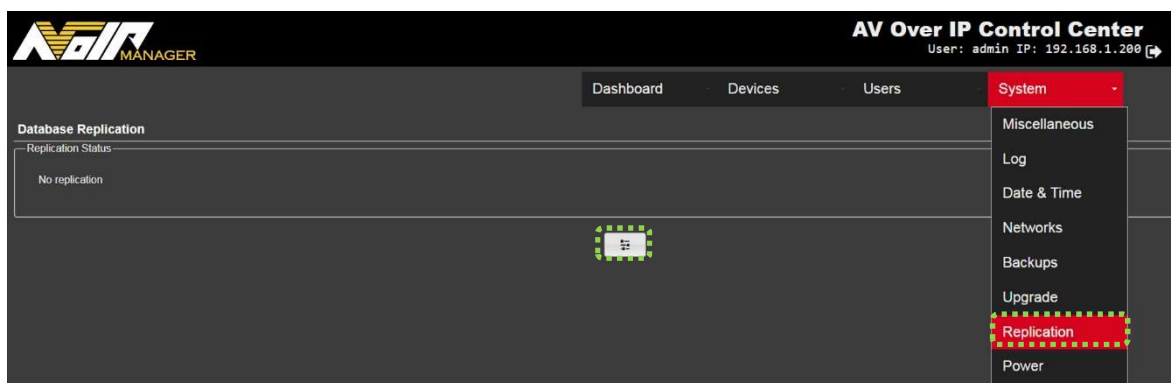 AVoIP MANAGER
AV Over IP Control Center
User: admin IP: 192.168.1.200
Dashboard Devices Users System
Database Replication
Replication Status
No replication
Miscellaneous
Log
Date & Time
Networks
Backups
Upgrade
Replication
Power